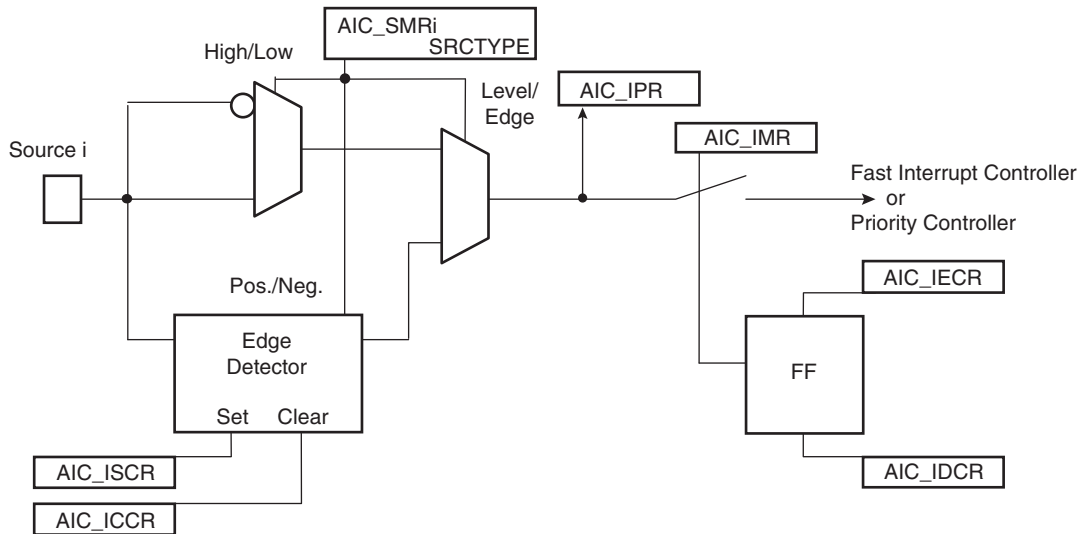 AIC_SMRi
SRCTYPE
High/Low
Level/
Edge
AIC_IPR
AIC_IMR
Source i
Fast Interrupt Controller
or
Priority Controller
Pos./Neg.
AIC_IECR
Edge
Detector
FF
Set Clear
AIC_ISCR
AIC_IDCR
AIC_ICCR